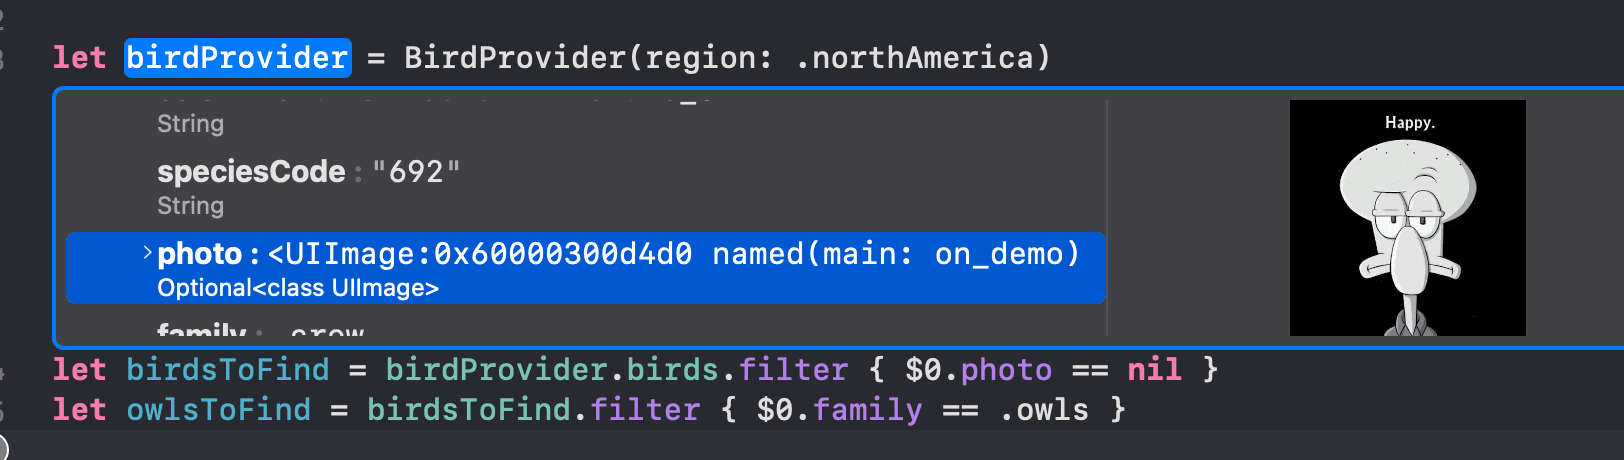 let birdProvider = BirdProvider(region: .northAmerica)
String
speciesCode : "692"
String
> photo : <UIImage:0x60000300d4d0 named(main: on_demo)
Optional<class UIImage>
family : .crow
Happy.
let birdsToFind = birdProvider.birds.filter { $0.photo == nil }
let owlsToFind = birdsToFind.filter { $0.family == .owls }